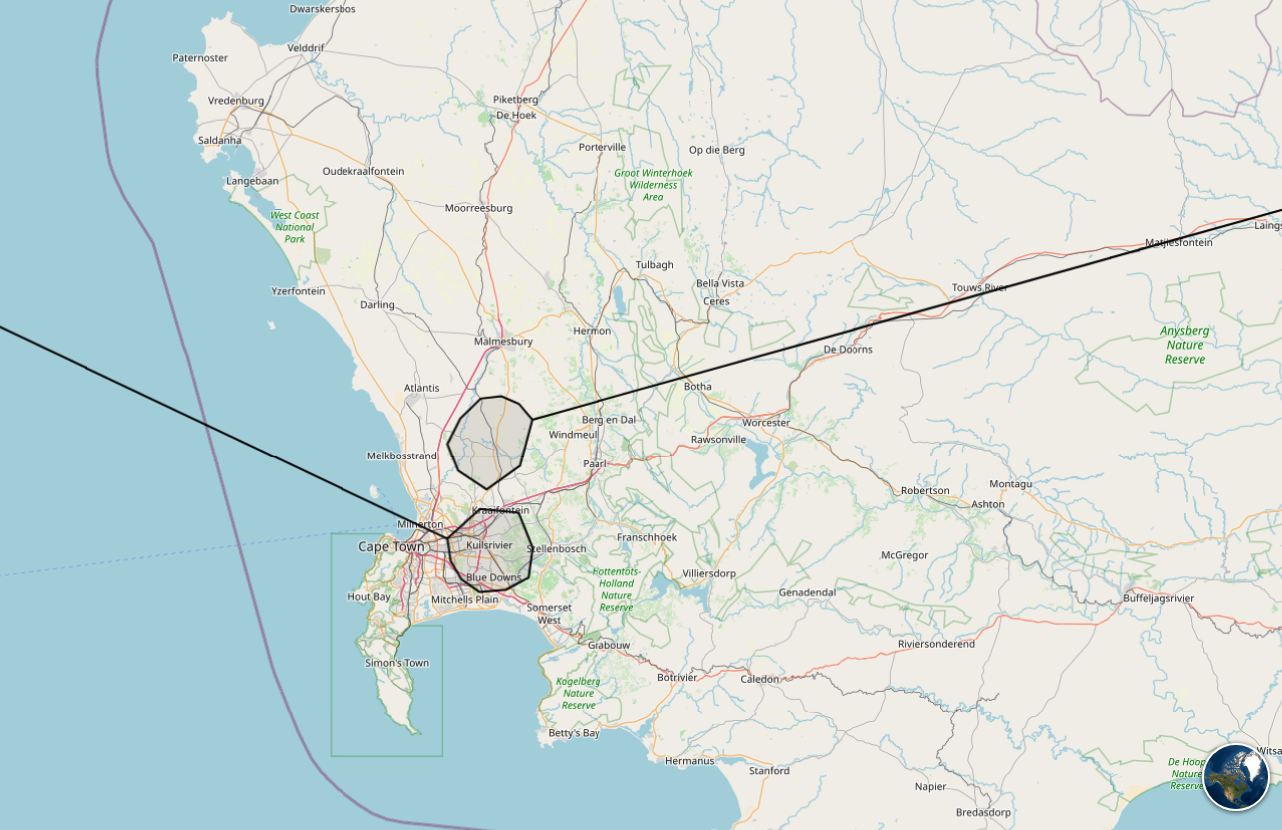 Dwarskersbos
Velddrif
Paternoster
Vredenburg
Piketberg
De Hoek
Saldanha
Porterville
Op die Berg
Oudekraalfontein
Langebaan
Groot Winterhoek
Wilderness
Area
Moorreesburg
West Coast
National
Park
Laings
Matjiesfontein
Tulbagh
Bella Vista
Ceres
Touws River
Yzerfontein
Darling
Hermon
Malmesbury
Anysberg
Nature
Reserve
De Doorns
Atlantis
Botha
Berg en Dal
Worcester
Windmeul
Rawsonville
Melkbosstrand
Paarl
Montagu
Robertson
Ashton
Kraaifontein
Milnerton
Cape Town
Kuilsrivier
Stellenbosch
Franschhoek
McGregor
Blue Downs
Hottentots-
Holland
Nature
Reserve
Villiersdorp
Genadendal
Hout Bay
Mitchells Plain
Buffeljagsrivier
Somerset
West
Grabouw
Riviersonderend
Simon's Town
Botrivier
Caledon
Kogelberg
Nature
Reserve
Betty's Bay
Hermanus
Stanford
De Hoop
Nature
Reserve
Witsa
Napier
Bredasdorp